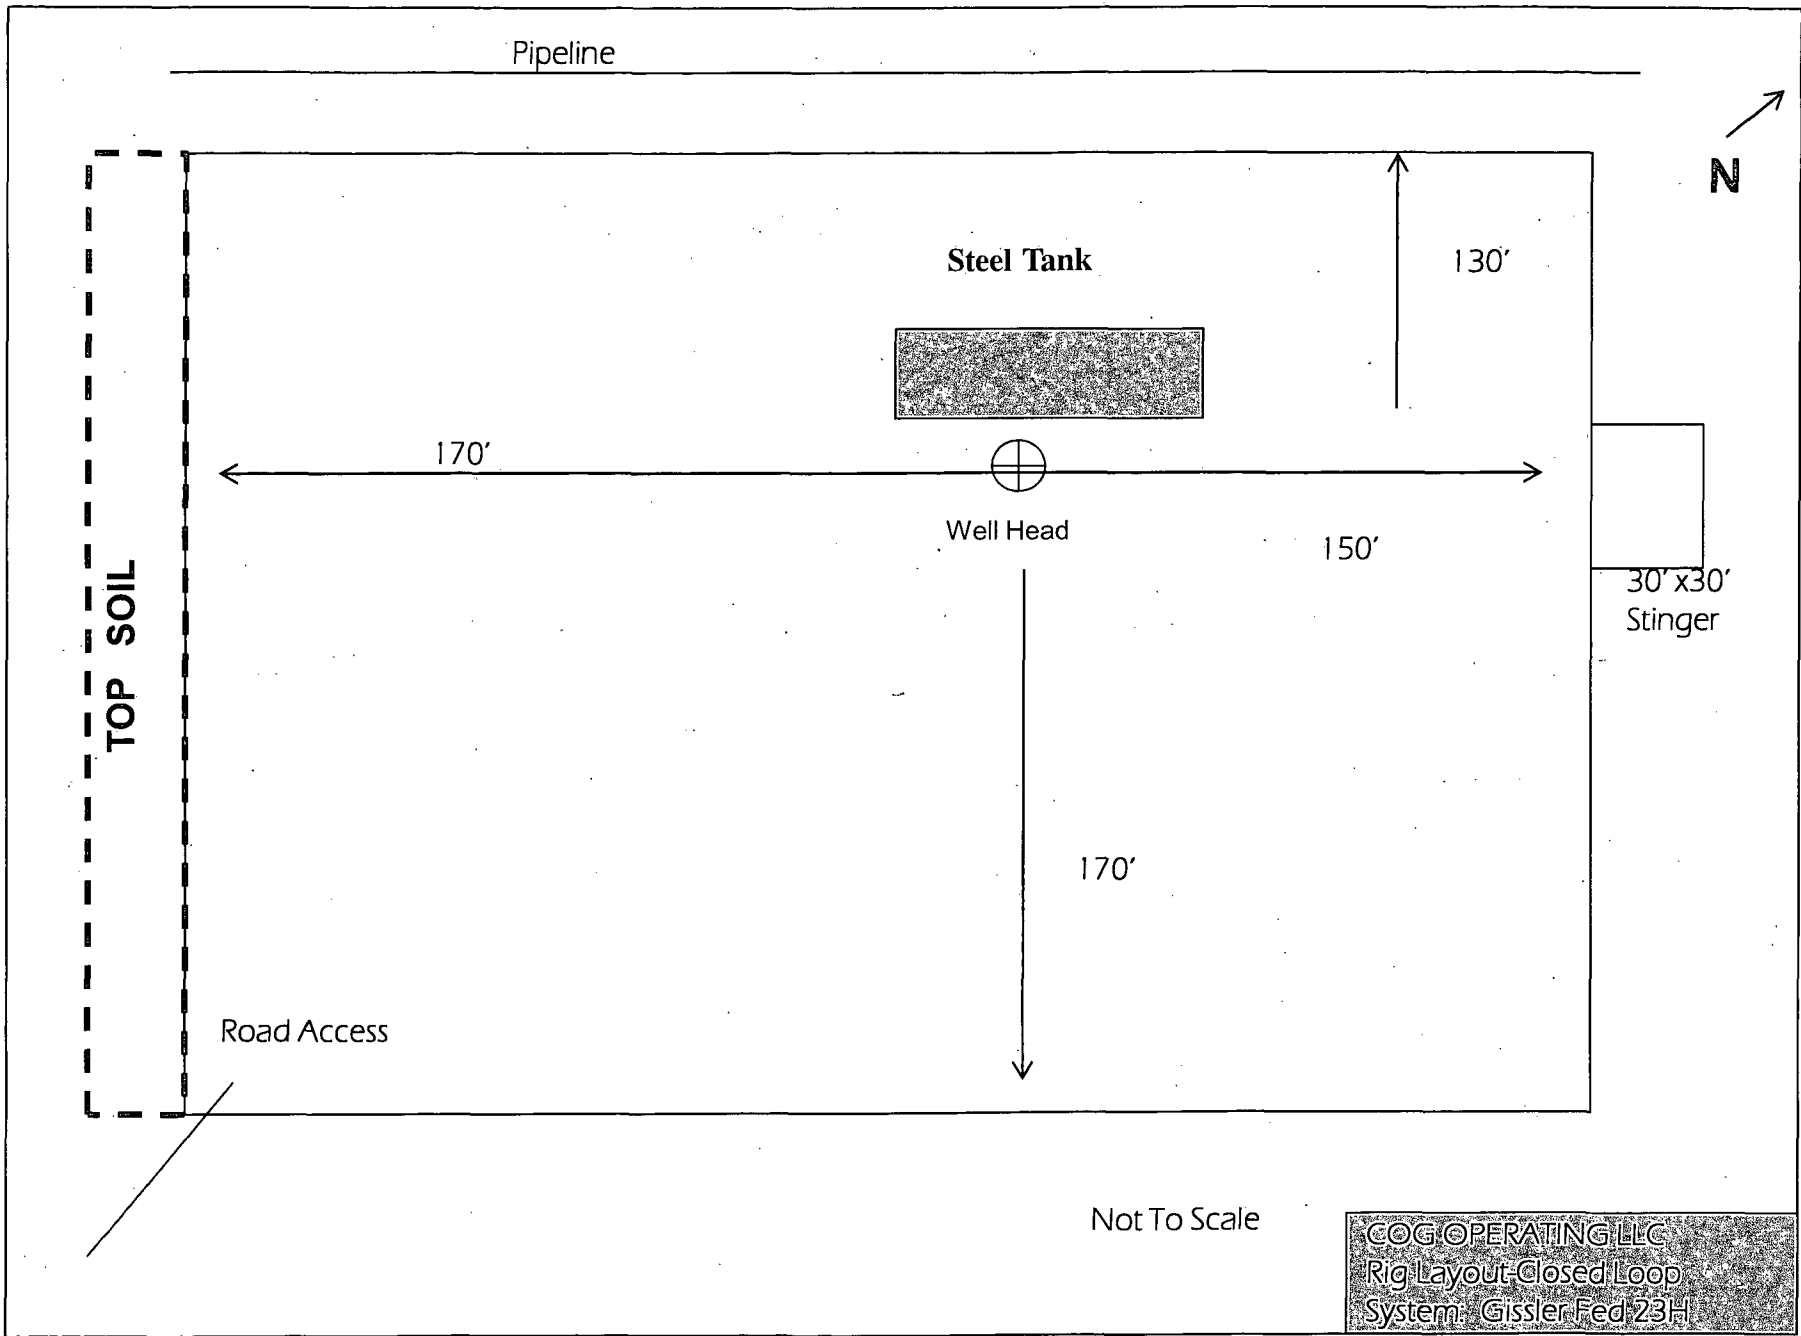 Pipeline
N
Steel Tank
130′
170′
Well Head
150′
30′ x30′
Stinger
TOP SOIL
170′
Road Access
Not To Scale
COG OPERATING LLC
Rig Layout-Closed Loop
System: Gissler Fed 23H